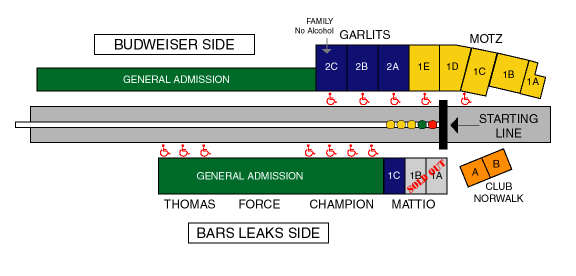 FAMILY
No Alcohol
GARLITS
MOTZ
BUDWEISER SIDE
2C 2B 2A 1E 1D 1C 1B 1A
GENERAL ADMISSION
STARTING
LINE
GENERAL ADMISSION
1C 1B 1A
SOLD OUT
A B
CLUB
NORWALK
THOMAS FORCE CHAMPION MATTIO
BARS LEAKS SIDE